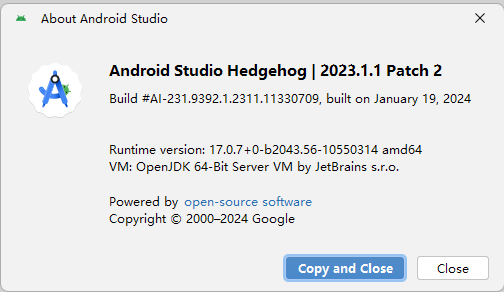 About Android Studio
Android Studio Hedgehog | 2023.1.1 Patch 2
Build #AI-231.9392.1.2311.11330709, built on January 19, 2024
Runtime version: 17.0.7+0-b2043.56-10550314 amd64
VM: OpenJDK 64-Bit Server VM by JetBrains s.r.o.
Powered by open-source software
Copyright © 2000–2024 Google
Copy and Close
Close